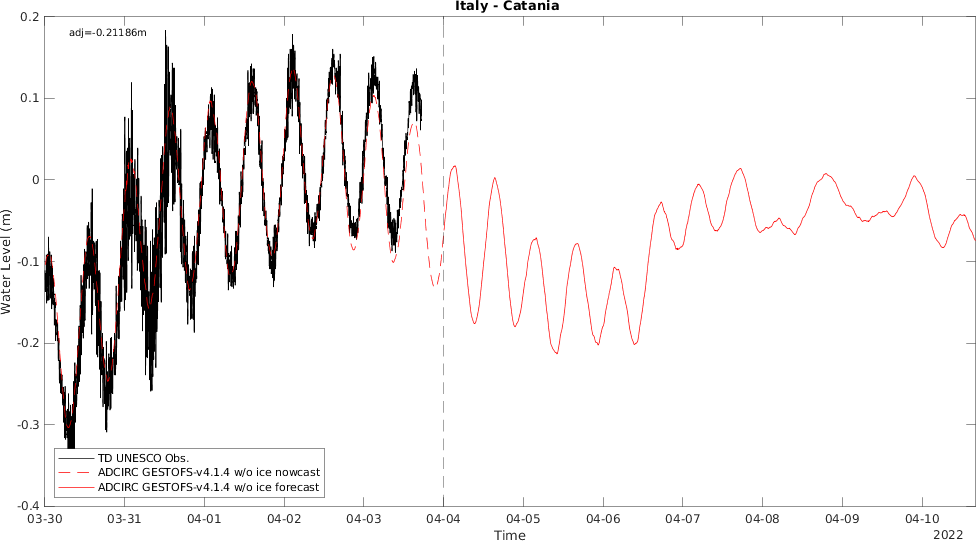 Italy - Catania
adj=-0.21186m
0.2
0.1
0
-0.1
-0.2
-0.3
-0.4
Water Level (m)
TD UNESCO Obs.
ADCIRC GESTOFS-v4.1.4 w/o ice nowcast
ADCIRC GESTOFS-v4.1.4 w/o ice forecast
03-30 03-31 04-01 04-02 04-03 04-04 04-05 04-06 04-07 04-08 04-09 04-10
Time
2022